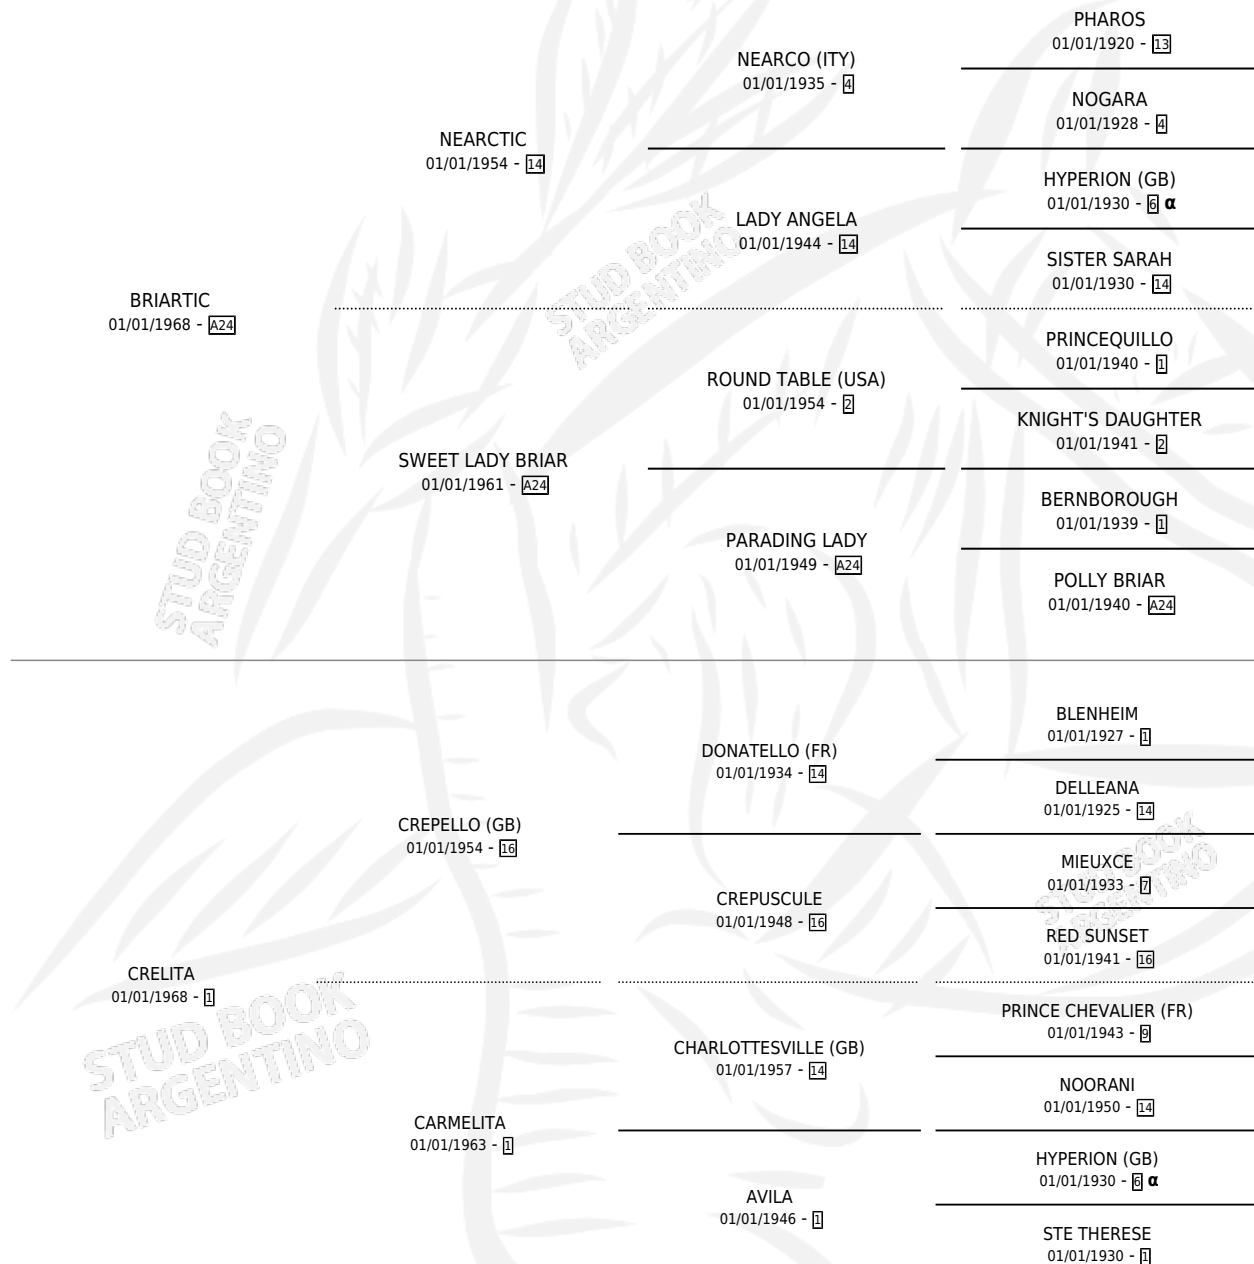 PHAROS
01/01/1920 - 13
NEARCO (ITY)
01/01/1935 - 4
NOGARA
01/01/1928 - 4
NEARCTIC
01/01/1954 - 14
HYPERION (GB)
01/01/1930 - 6 α
LADY ANGELA
01/01/1944 - 14
SISTER SARAH
01/01/1930 - 14
BRIARTIC
01/01/1968 - A24
PRINCEQUILLO
01/01/1940 - 1
ROUND TABLE (USA)
01/01/1954 - 2
KNIGHT'S DAUGHTER
01/01/1941 - 2
SWEET LADY BRIAR
01/01/1961 - A24
BERNBOROUGH
01/01/1939 - 1
PARADING LADY
01/01/1949 - A24
POLLY BRIAR
01/01/1940 - A24
BLENHEIM
01/01/1927 - 1
DONATELLO (FR)
01/01/1934 - 14
DELLEANA
01/01/1925 - 14
CREPELLO (GB)
01/01/1954 - 16
MIEUXCE
01/01/1933 - 7
CREPUSCULE
01/01/1948 - 16
RED SUNSET
01/01/1941 - 16
CRELITA
01/01/1968 - 1
PRINCE CHEVALIER (FR)
01/01/1943 - 9
CHARLOTTESVILLE (GB)
01/01/1957 - 14
NOORANI
01/01/1950 - 14
CARMELITA
01/01/1963 - 1
HYPERION (GB)
01/01/1930 - 6 α
AVILA
01/01/1946 - 1
STE THERESE
01/01/1930 - 1
STUD BOOK
ARGENTINO
STUD BOOK
ARGENTINO
STUD BOOK
ARGENTINO
STUD BOOK
ARGENTINO